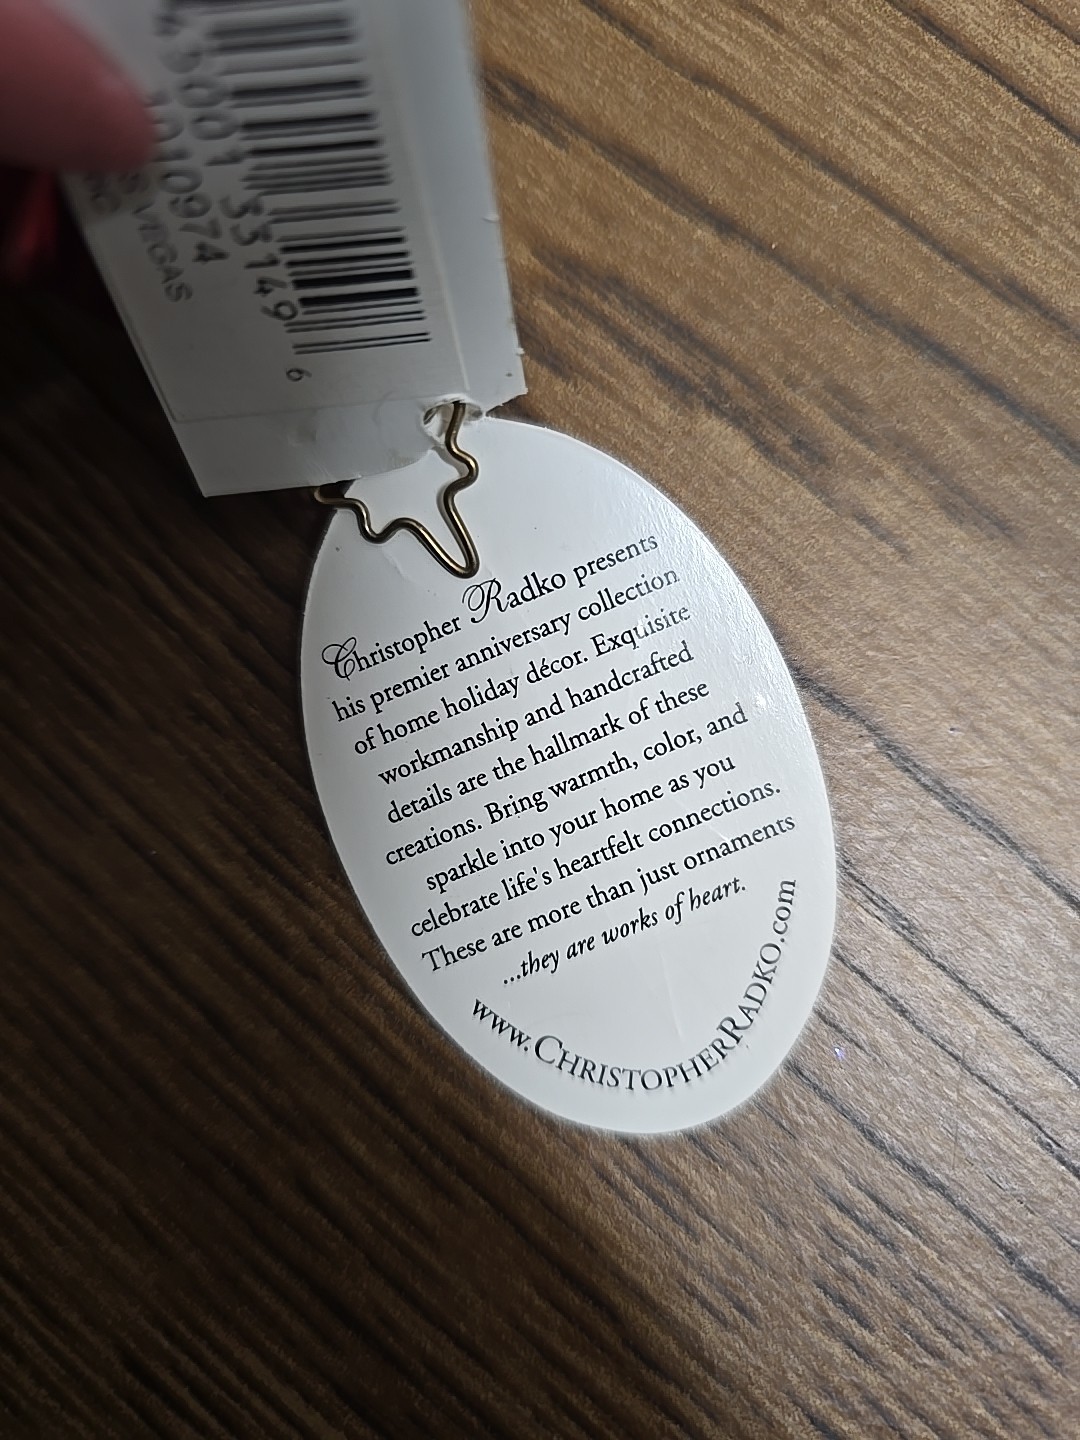 33149
6
1010974
VEGAS
Christopher Radko presents
his premier anniversary collection
of home holiday décor. Exquisite
workmanship and handcrafted
details are the hallmark of these
creations. Bring warmth, color, and
sparkle into your home as you
celebrate life's heartfelt connections.
These are more than just ornaments
...they are works of heart.
www.CHRISTOPHERRADKO.com